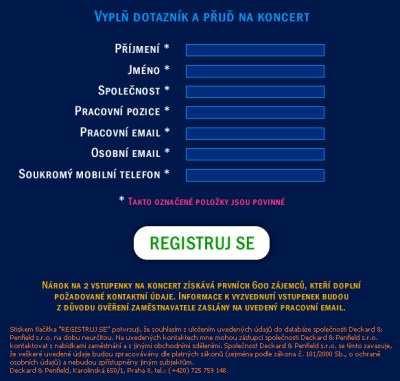 Vyplň dotazník a přijď na koncert
Příjmení *
Jméno *
Společnost *
Pracovní pozice *
Pracovní email *
Osobní email *
Soukromý mobilní telefon *
* Takto označené položky jsou povinné
REGISTRUJ SE
Nárok na 2 vstupenky na koncert získává prvních 600 zájemců, kteří doplní
požadované kontaktní údaje. Informace k vyzvednutí vstupenek budou
z důvodu ověření zaměstnavatele zaslány na uvedený pracovní email.
Stiskem tlačítka "REGISTRUJ SE" potvrzuji, že souhlasím s uložením uvedených údajů do databáze společnosti Deckard &
Penfield s.r.o. na dobu neurčitou. Na uvedených kontaktech mne mohou zástupci společnosti Deckard & Penfield s.r.o.
kontaktovat s nabídkami zaměstnání a s jinými obchodními sděleními. Společnost Deckard & Penfield s.r.o. se tímto zavazuje,
že veškeré uvedené údaje budou zpracovávány dle platných zákonů (zejména podle zákona č. 101/2000 Sb., o ochraně
osobních údajů) a nebudou zpřístupněny jiným subjektům.
Deckard & Penfield, Karolinská 650/1, Praha 8, tel.: (+420) 725 759 148